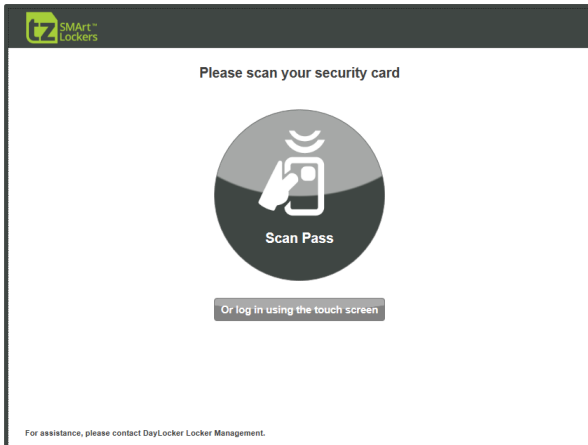 tz SMArt™
Lockers
Please scan your security card
Scan Pass
Or log in using the touch screen
For assistance, please contact DayLocker Locker Management.